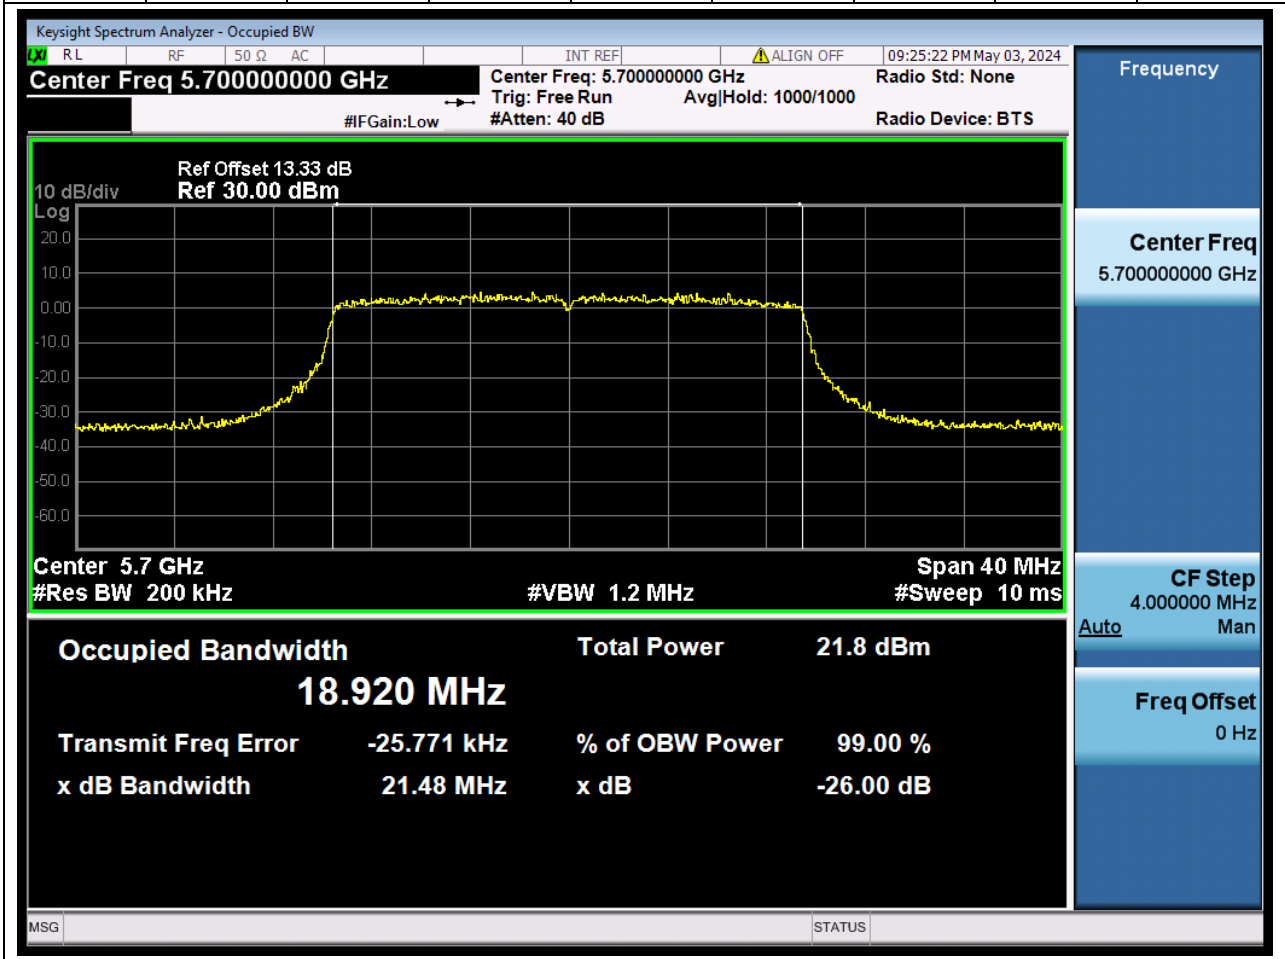 Keysight Spectrum Analyzer - Occupied BW
LXI RL RF 50 Ω AC INT REF ALIGN OFF 09:25:22 PM May 03, 2024
Center Freq 5.700000000 GHz
Center Freq: 5.700000000 GHz
Radio Std: None
Trig: Free Run Avg|Hold: 1000/1000
#IFGain:Low
#Atten: 40 dB
Radio Device: BTS
Ref Offset 13.33 dB
10 dB/div Ref 30.00 dBm
Log
20.0
10.0
0.00
-10.0
-20.0
-30.0
-40.0
-50.0
-60.0
Center 5.7 GHz Span 40 MHz
#Res BW 200 kHz #VBW 1.2 MHz #Sweep 10 ms
Occupied Bandwidth Total Power 21.8 dBm
18.920 MHz
Transmit Freq Error -25.771 kHz % of OBW Power 99.00 %
x dB Bandwidth 21.48 MHz x dB -26.00 dB
MSG STATUS
Frequency
Center Freq
5.700000000 GHz
CF Step
4.000000 MHz
Auto Man
Freq Offset
0 Hz